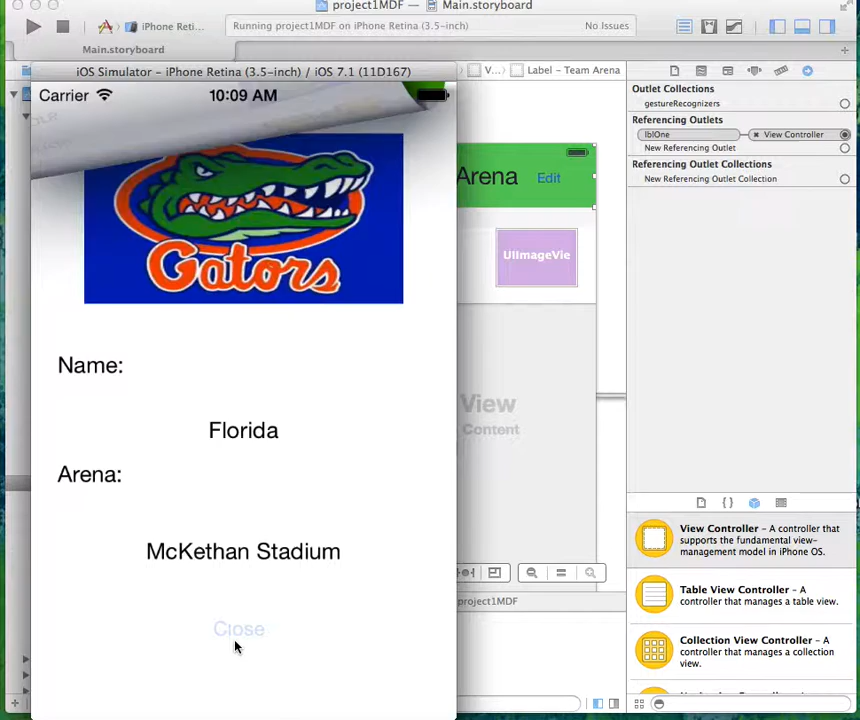 project1MDF — Main.storyboard
iPhone Reti...
Running project1MDF on iPhone Retina (3.5-inch)
No Issues
Main.storyboard
iOS Simulator - iPhone Retina (3.5-inch) / iOS 7.1 (11D167)
V...
Label - Team Arena
Carrier
10:09 AM
Gators
Name:
Florida
Arena:
McKethan Stadium
Close
Arena
Edit
UIImageVie
View
Content
project1MDF
Outlet Collections
gestureRecognizers
Referencing Outlets
lblOne
View Controller
New Referencing Outlet
Referencing Outlet Collections
New Referencing Outlet Collection
View Controller - A controller that
supports the fundamental view-
management model in iPhone OS.
Table View Controller - A
controller that manages a table view.
Collection View Controller - A
controller that manages a collection
view.